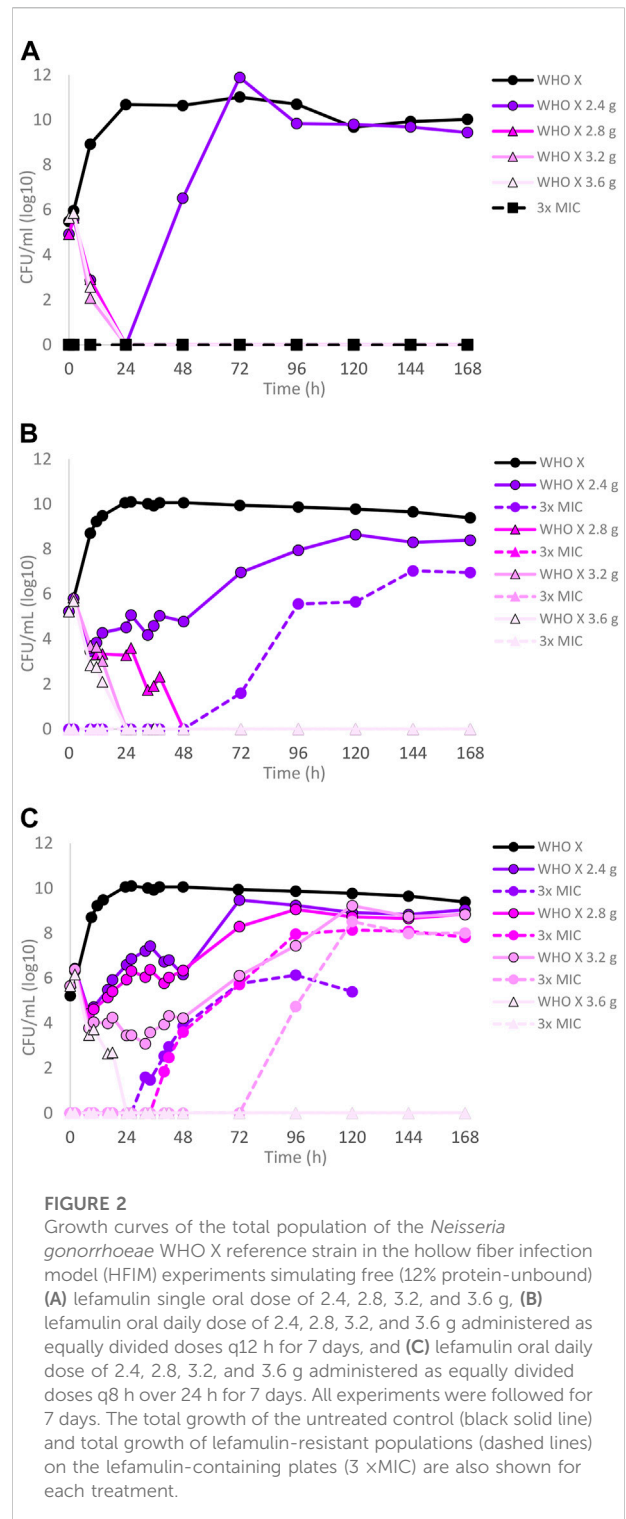 A
12
10
8
6
4
2
0
CFU/ml (log10)
0 24 48 72 96 120 144 168
Time (h)
WHO X
WHO X 2.4 g
WHO X 2.8 g
WHO X 3.2 g
WHO X 3.6 g
3x MIC
B
12
10
8
6
4
2
0
CFU/mL (log10)
0 24 48 72 96 120 144 168
Time (h)
WHO X
WHO X 2.4 g
3x MIC
WHO X 2.8 g
3x MIC
WHO X 3.2 g
3x MIC
WHO X 3.6 g
3x MIC
C
12
10
8
6
4
2
0
CFU/mL (log10)
0 24 48 72 96 120 144 168
Time (h)
WHO X
WHO X 2.4 g
3x MIC
WHO X 2.8 g
3x MIC
WHO X 3.2 g
3x MIC
WHO X 3.6 g
3x MIC
FIGURE 2
Growth curves of the total population of the Neisseria
gonorrhoeae WHO X reference strain in the hollow fiber infection
model (HFIM) experiments simulating free (12% protein-unbound)
(A) lefamulin single oral dose of 2.4, 2.8, 3.2, and 3.6 g, (B)
lefamulin oral daily dose of 2.4, 2.8, 3.2, and 3.6 g administered as
equally divided doses q12 h for 7 days, and (C) lefamulin oral daily
dose of 2.4, 2.8, 3.2, and 3.6 g administered as equally divided
doses q8 h over 24 h for 7 days. All experiments were followed for
7 days. The total growth of the untreated control (black solid line)
and total growth of lefamulin-resistant populations (dashed lines)
on the lefamulin-containing plates (3 ×MIC) are also shown for
each treatment.